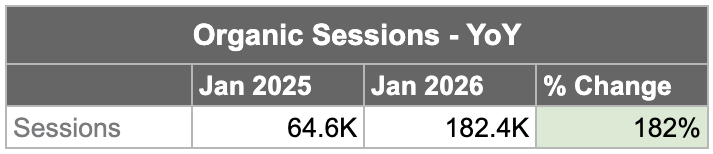 Organic Sessions - YoY
Jan 2025 Jan 2026 % Change
Sessions 64.6K 182.4K 182%